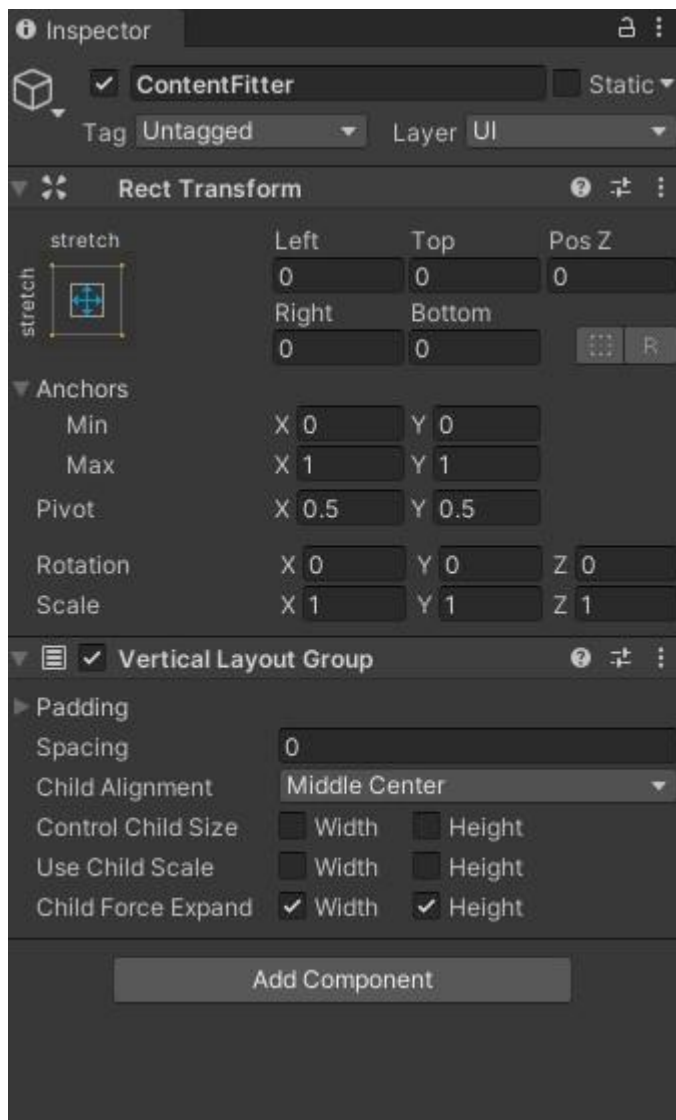 Inspector
ContentFitter Static
Tag Untagged Layer UI
Rect Transform
stretch Left Top Pos Z
stretch 0 0 0
Right Bottom
0 0 R
Anchors
Min X 0 Y 0
Max X 1 Y 1
Pivot X 0.5 Y 0.5
Rotation X 0 Y 0 Z 0
Scale X 1 Y 1 Z 1
Vertical Layout Group
Padding
Spacing 0
Child Alignment Middle Center
Control Child Size Width Height
Use Child Scale Width Height
Child Force Expand Width Height
Add Component